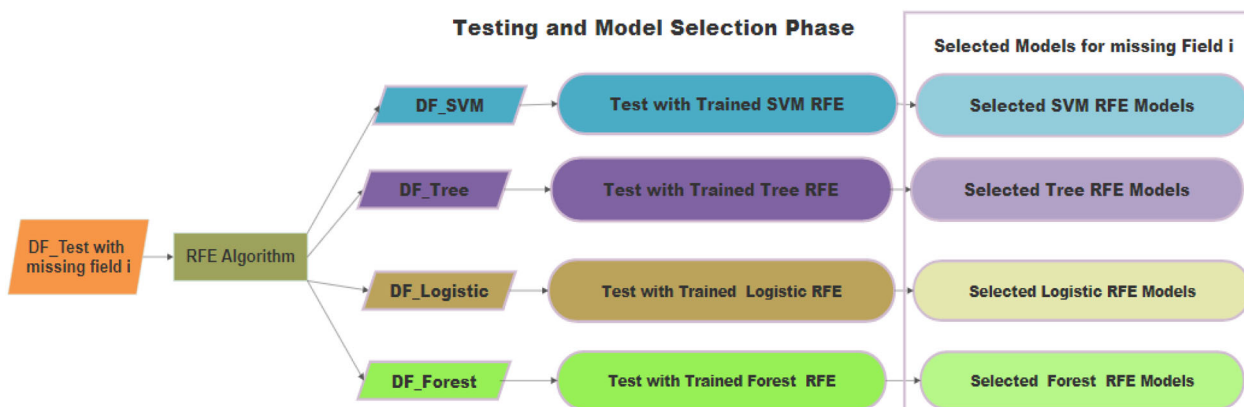 Testing and Model Selection Phase
Selected Models for missing Field i
DF_SVM
Test with Trained SVM RFE
Selected SVM RFE Models
DF_Tree
Test with Trained Tree RFE
Selected Tree RFE Models
DF_Test with
missing field i
RFE Algorithm
DF_Logistic
Test with Trained Logistic RFE
Selected Logistic RFE Models
DF_Forest
Test with Trained Forest RFE
Selected Forest RFE Models